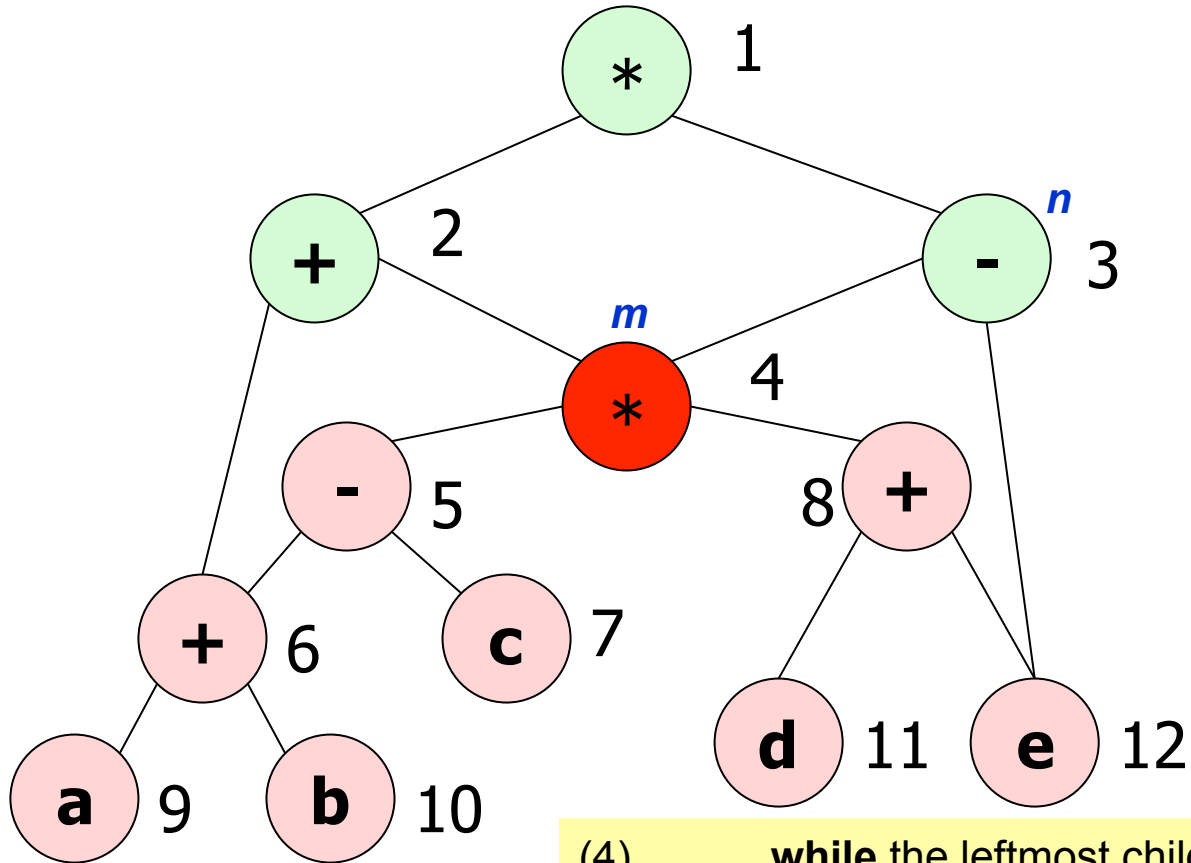 * 1
+ 2
n
- 3
m
* 4
- 5
8 +
+ 6
c 7
d 11
e 12
a 9
b 10
(4) while the leftmost child